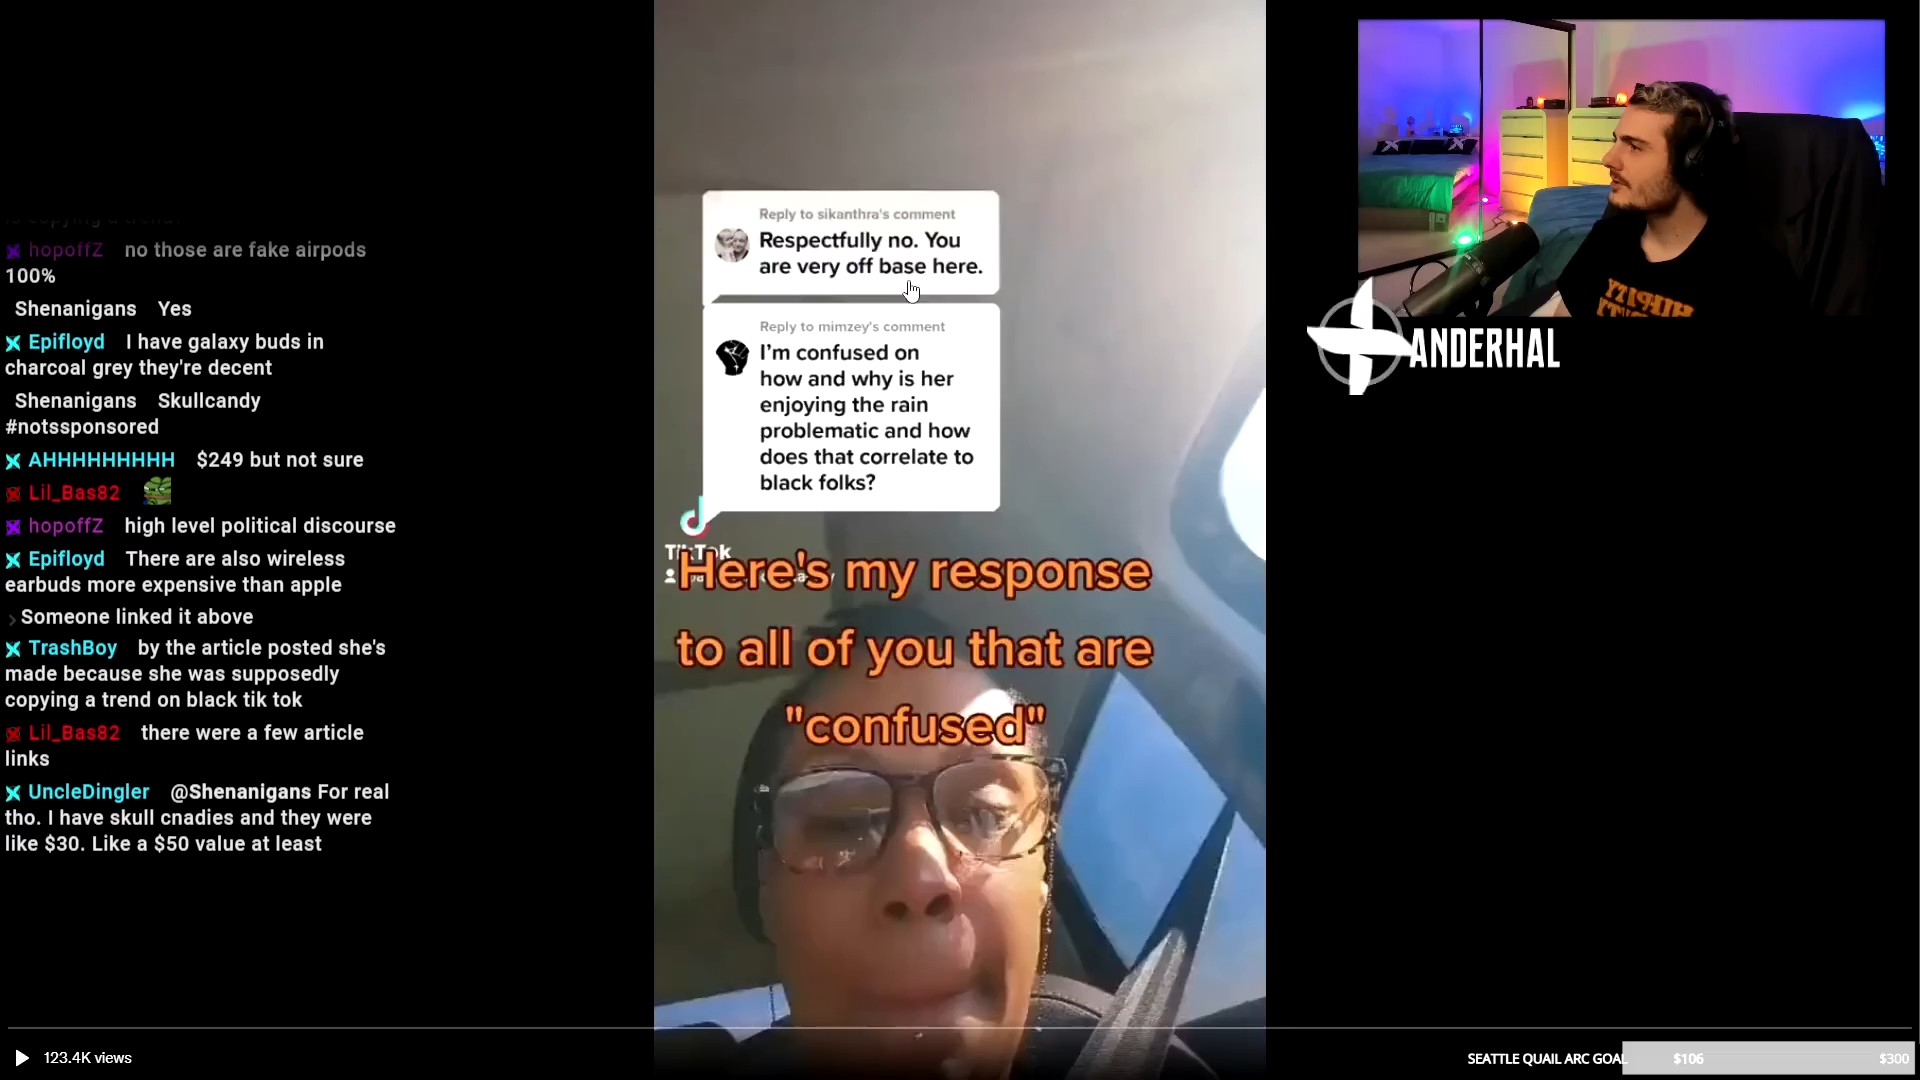 hopoffZ no those are fake airpods
100%
Shenanigans Yes
Epifloyd I have galaxy buds in
charcoal grey they're decent
Shenanigans Skullcandy
#notssponsored
AHHHHHHHHH $249 but not sure
Lil_Bas82
hopoffZ high level political discourse
Epifloyd There are also wireless
earbuds more expensive than apple
Someone linked it above
TrashBoy by the article posted she's
made because she was supposedly
copying a trend on black tik tok
Lil_Bas82 there were a few article
links
UncleDingler @Shenanigans For real
tho. I have skull cnadies and they were
like $30. Like a $50 value at least
Reply to sikanthra's comment
Respectfully no. You
are very off base here.
Reply to mimzey's comment
I'm confused on
how and why is her
enjoying the rain
problematic and how
does that correlate to
black folks?
TikTok
Here's my response
to all of you that are
"confused"
ANDERHAL
123.4K views
SEATTLE QUAIL ARC GOAL $106 $300